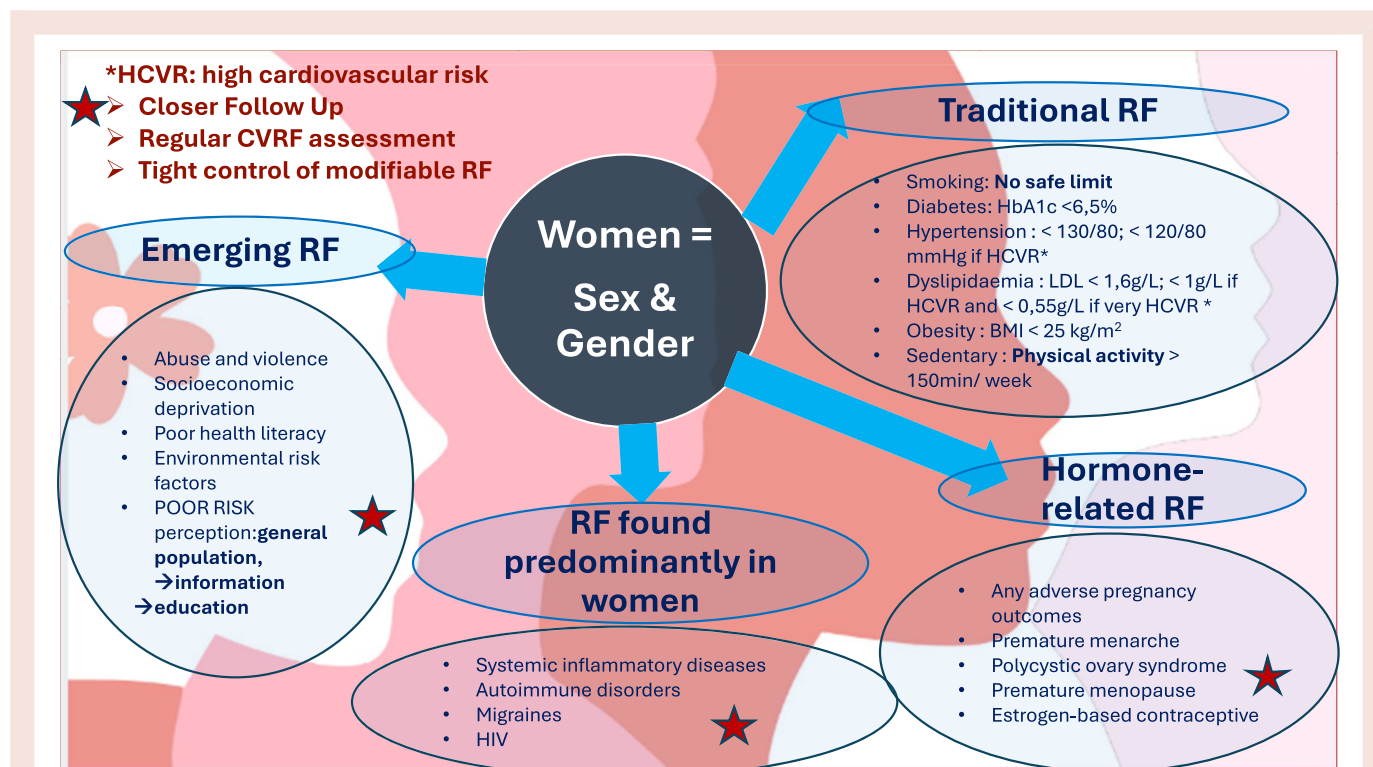 *HCVR: high cardiovascular risk
➢ Closer Follow Up
➢ Regular CVRF assessment
➢ Tight control of modifiable RF
Women =
Sex &
Gender
Traditional RF
• Smoking: No safe limit
• Diabetes: HbA1c <6,5%
• Hypertension : < 130/80; < 120/80
mmHg if HCVR*
• Dyslipidaemia : LDL < 1,6g/L; < 1g/L if
HCVR and < 0,55g/L if very HCVR *
• Obesity : BMI < 25 kg/m²
• Sedentary : Physical activity >
150min/ week
Emerging RF
• Abuse and violence
• Socioeconomic
deprivation
• Poor health literacy
• Environmental risk
factors
• POOR RISK
perception:general
population,
→information
→education
RF found
predominantly in
women
• Systemic inflammatory diseases
• Autoimmune disorders
• Migraines
• HIV
Hormone-
related RF
• Any adverse pregnancy
outcomes
• Premature menarche
• Polycystic ovary syndrome
• Premature menopause
• Estrogen-based contraceptive